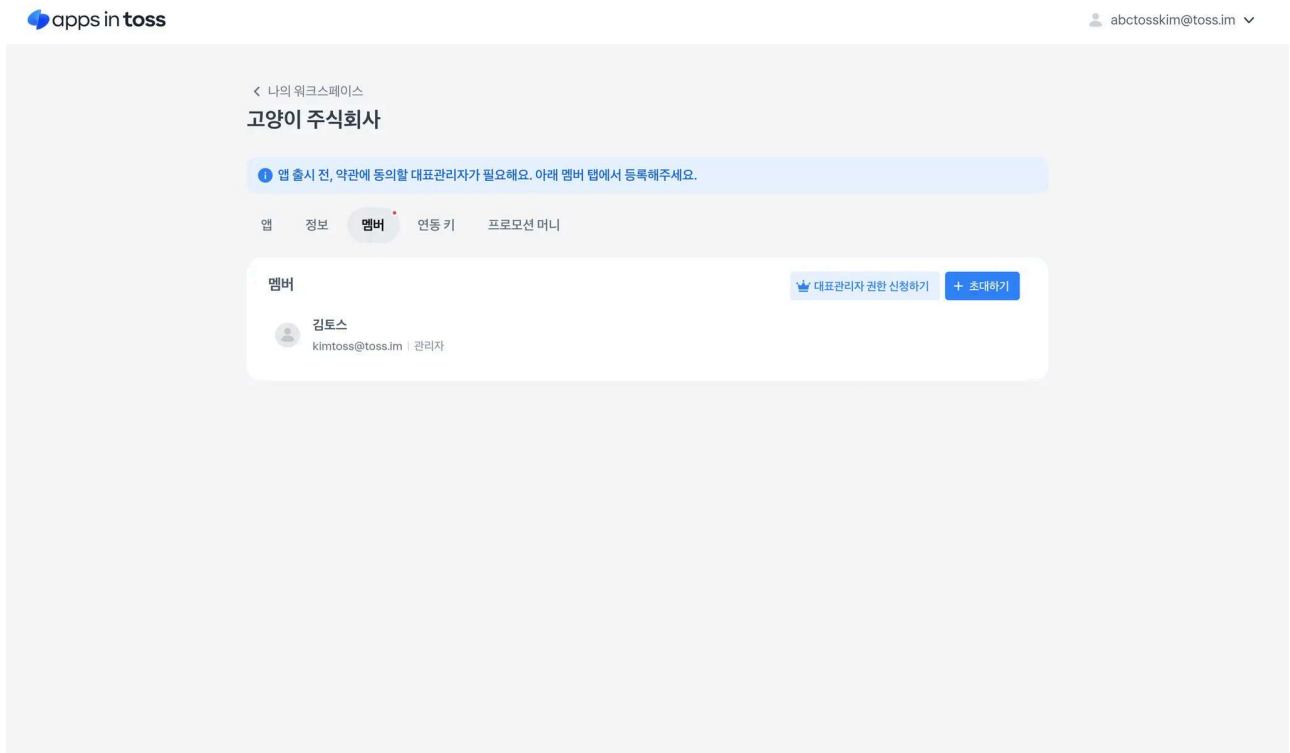 apps in toss
abctosskim@toss.im
나의 워크스페이스
고양이 주식회사
앱 출시 전, 약관에 동의할 대표관리자가 필요해요. 아래 멤버 탭에서 등록해주세요.
앱 정보 멤버 연동 키 프로모션 머니
멤버
대표관리자 권한 신청하기
+ 초대하기
김토스
kimtoss@toss.im | 관리자